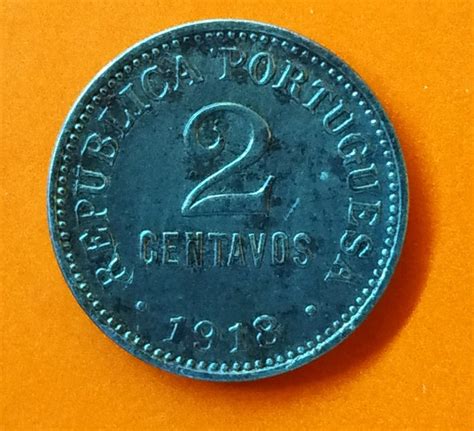 REPÚBLICA PORTUGUESA
2
CENTAVOS
1918